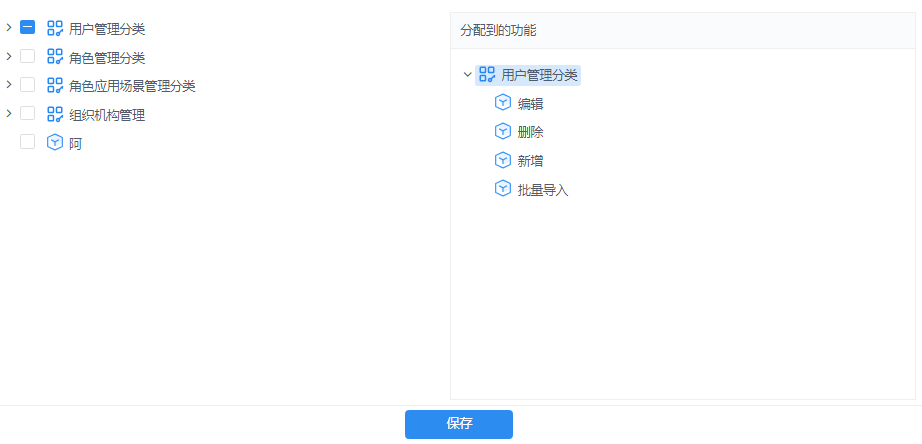 用户管理分类
角色管理分类
角色应用场景管理分类
组织机构管理
阿
分配到的功能
用户管理分类
编辑
删除
新增
批量导入
保存